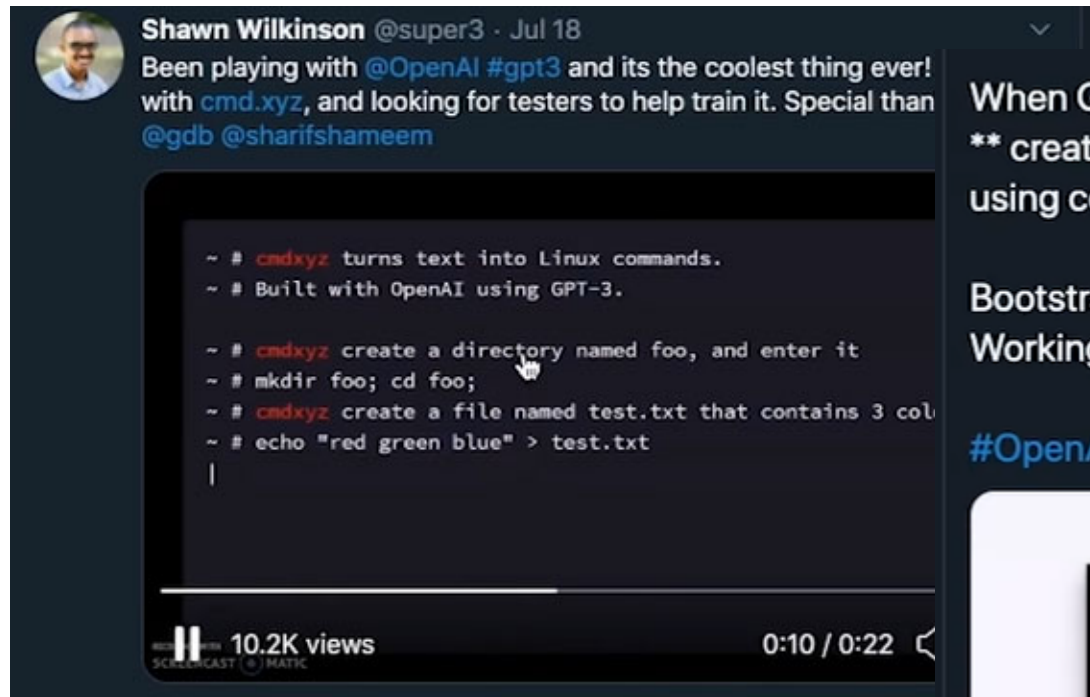 Shawn Wilkinson @super3 · Jul 18
Been playing with @OpenAI #gpt3 and its the coolest thing ever!
with cmd.xyz, and looking for testers to help train it. Special than
@gdb @sharifshameem
~ # cmdxyz turns text into Linux commands.
~ # Built with OpenAI using GPT-3.
~ # cmdxyz create a directory named foo, and enter it
~ # mkdir foo; cd foo;
~ # cmdxyz create a file named test.txt that contains 3 col
~ # echo "red green blue" > test.txt
10.2K views
0:10 / 0:22
SCREENCAST MATIC
When
** creat
using c
Bootstr
Working
#OpenA